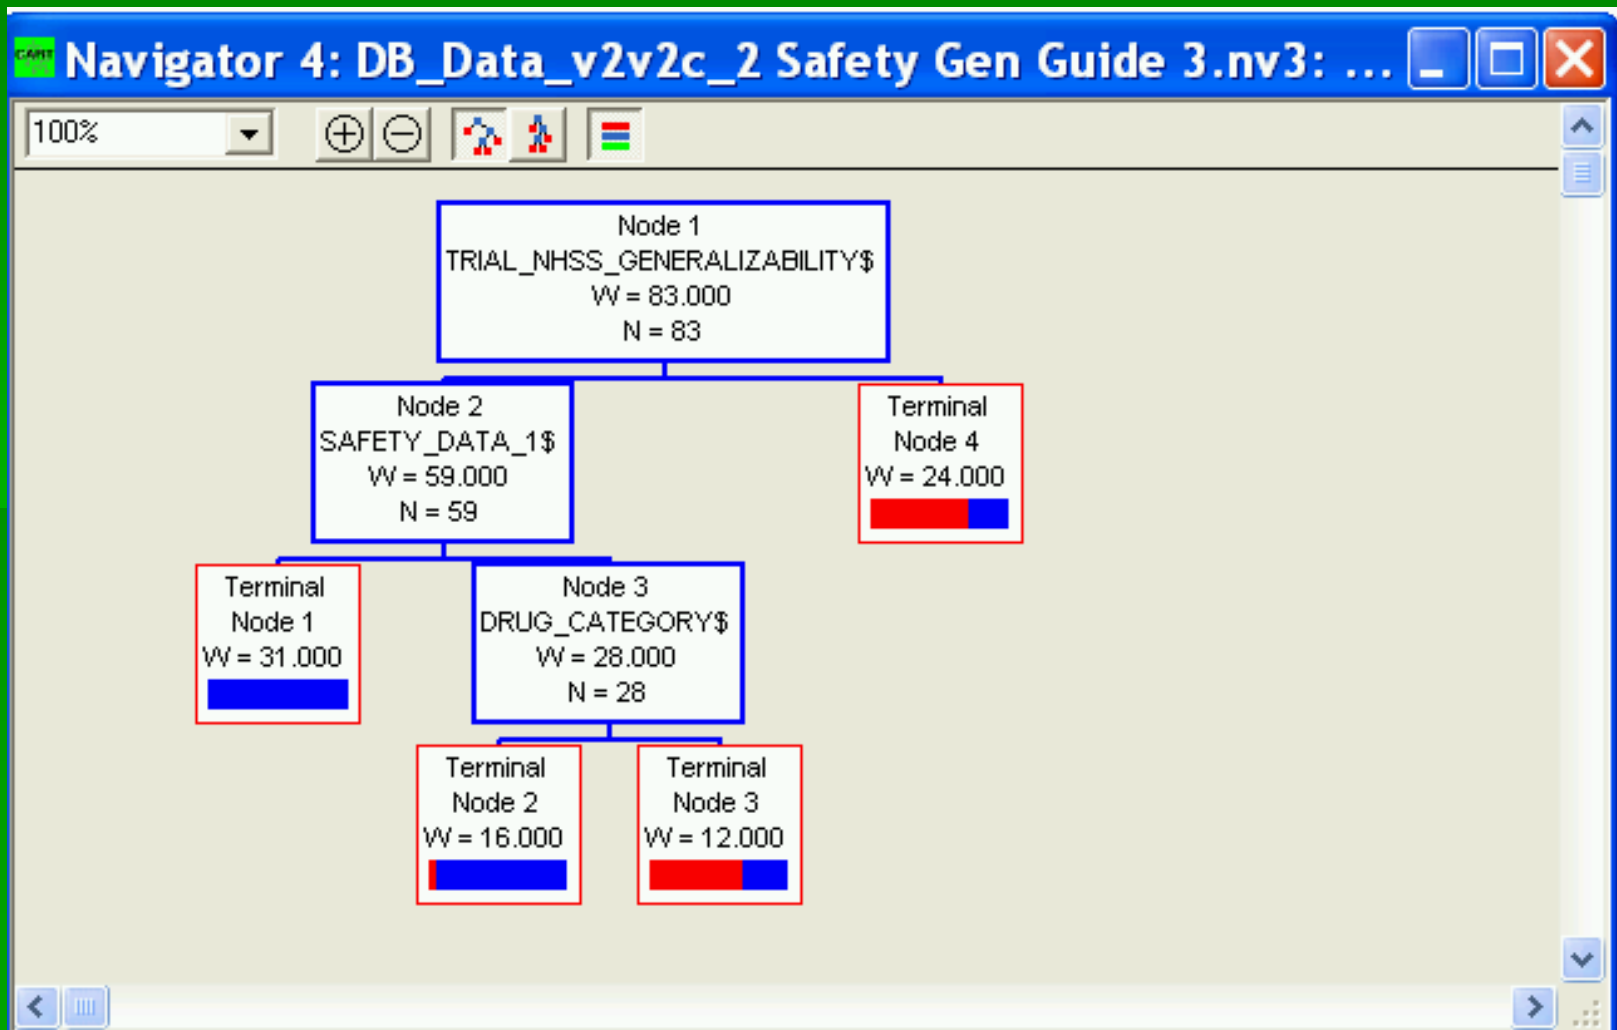 CART
Navigator 4: DB_Data_v2v2c_2 Safety Gen Guide 3.nv3: ...
100%
Node 1
TRIAL_NHSS_GENERALIZABILITY$
W = 83.000
N = 83
Node 2
SAFETY_DATA_1$
W = 59.000
N = 59
Terminal
Node 4
W = 24.000
Terminal
Node 1
W = 31.000
Node 3
DRUG_CATEGORY$
W = 28.000
N = 28
Terminal
Node 2
W = 16.000
Terminal
Node 3
W = 12.000